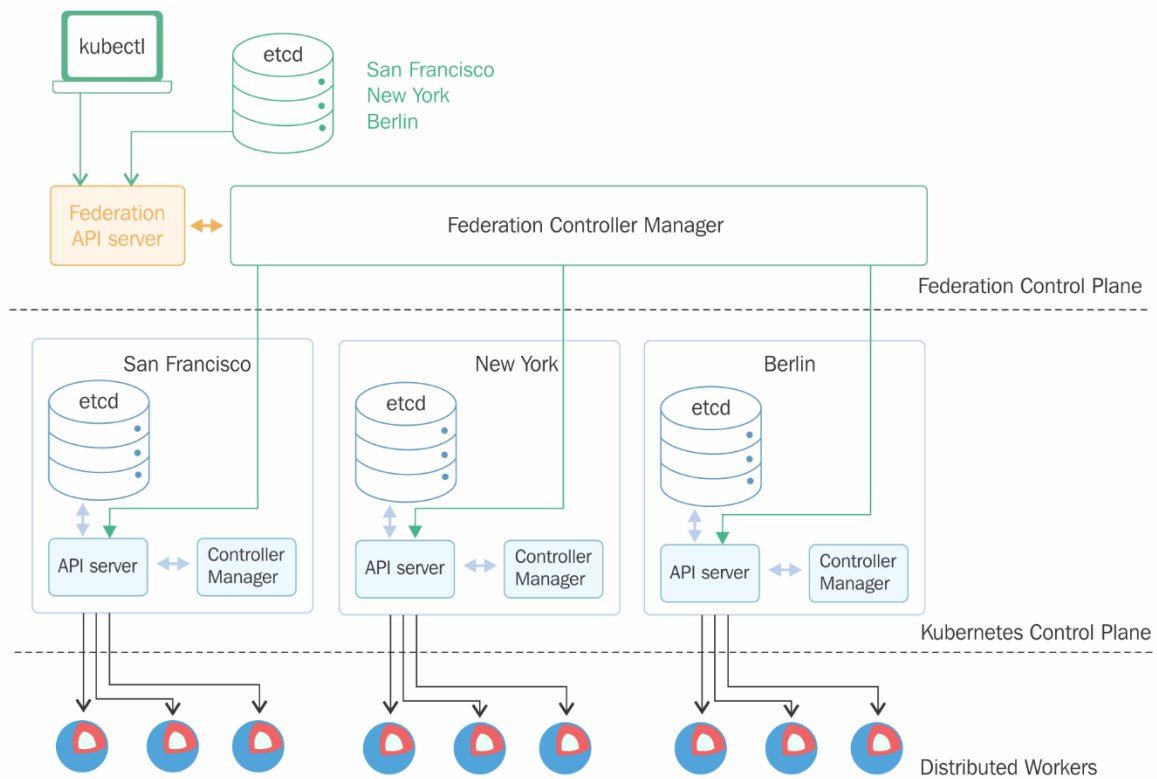 kubectl
etcd
San Francisco
New York
Berlin
Federation
API server
Federation Controller Manager
Federation Control Plane
San Francisco
etcd
API server
Controller
Manager
New York
etcd
API server
Controller
Manager
Berlin
etcd
API server
Controller
Manager
Kubernetes Control Plane
Distributed Workers